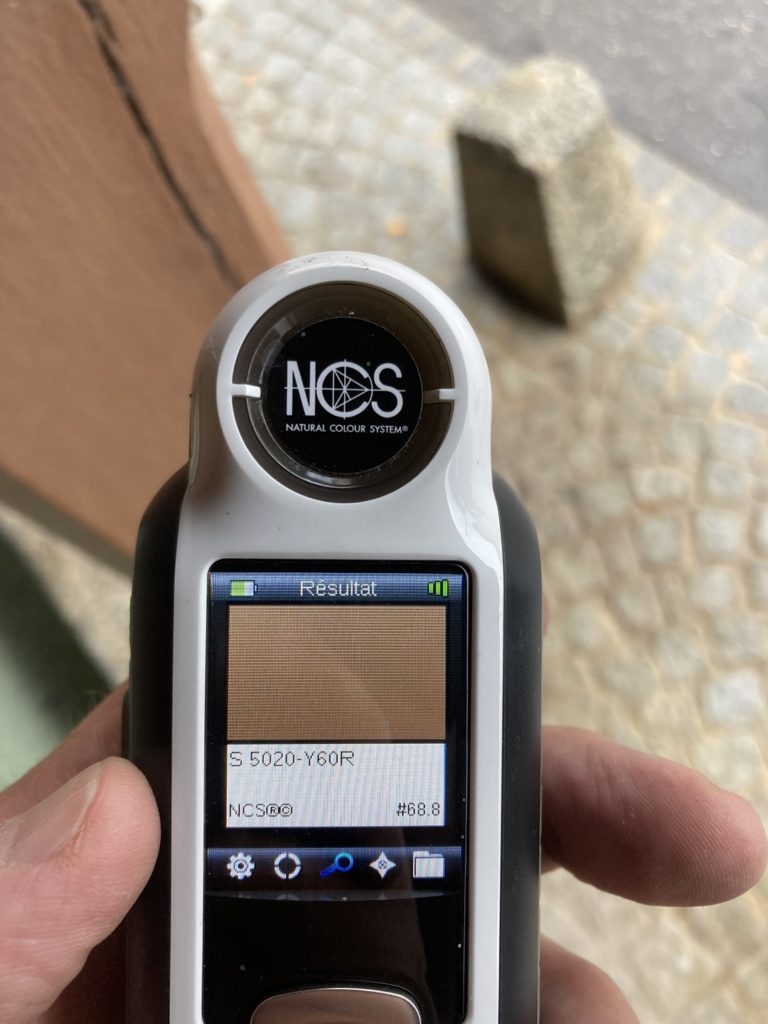 NCS
NATURAL COLOUR SYSTEM®
Résultat
S 5020-Y60R
NCS®© #68.8